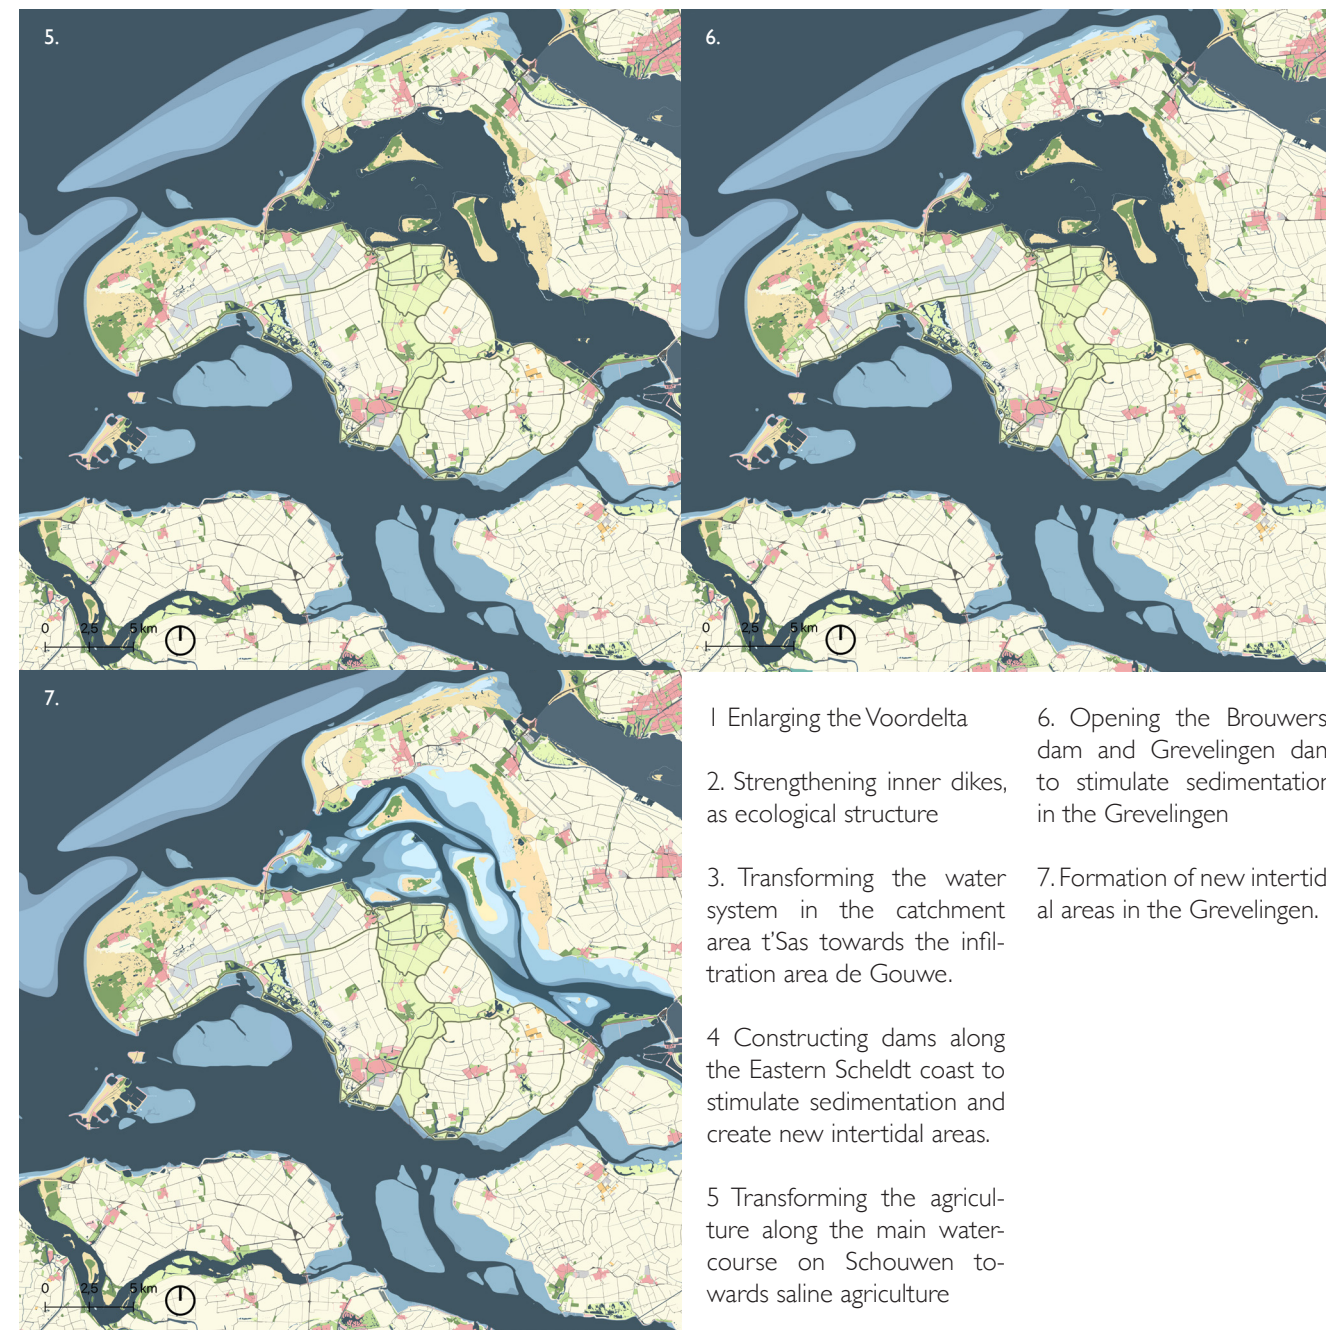 5.
6.
0 2,5 5 km
0 2,5 5 km
7.
0 2,5 5 km
1 Enlarging the Voordelta
2. Strengthening inner dikes,
as ecological structure
3. Transforming the water
system in the catchment
area t'Sas towards the infil-
tration area de Gouwe.
4 Constructing dams along
the Eastern Scheldt coast to
stimulate sedimentation and
create new intertidal areas.
5 Transforming the agricul-
ture along the main water-
course on Schouwen to-
wards saline agriculture
6. Opening the Brouwers
dam and Grevelingen dam
to stimulate sedimentation
in the Grevelingen
7. Formation of new intertid
al areas in the Grevelingen.